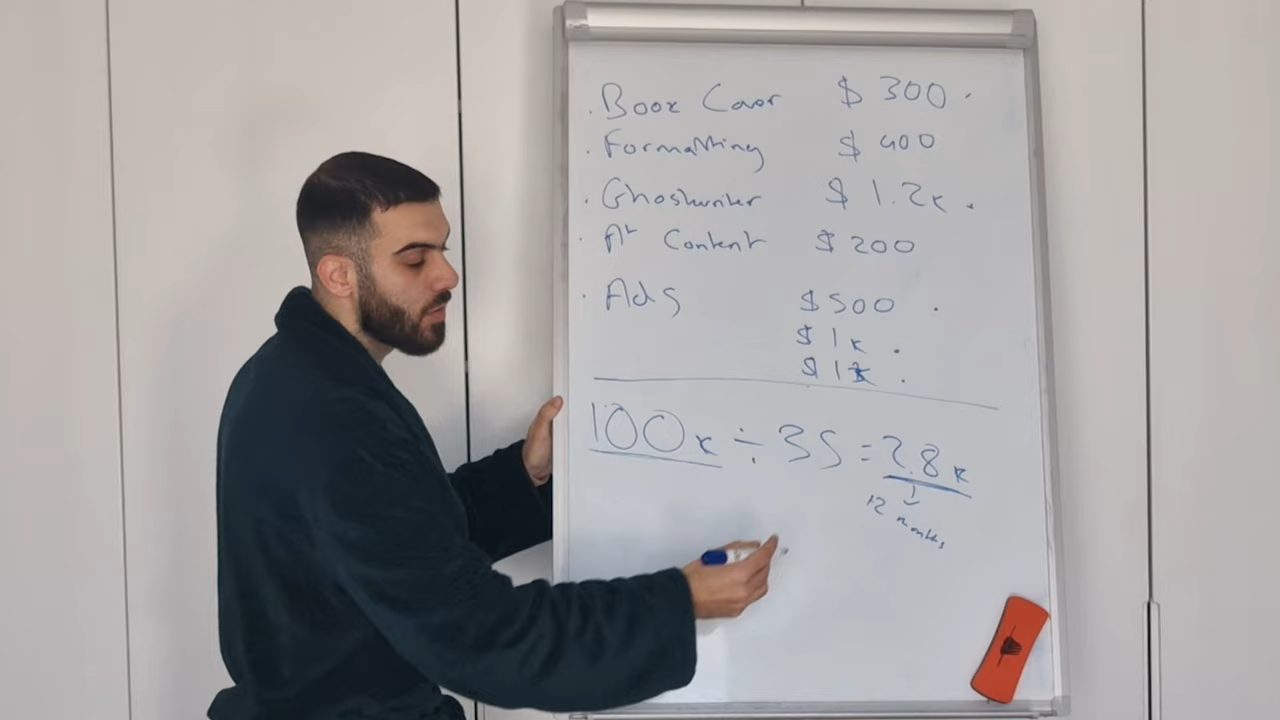 · Book Cover $ 300 .
· Formatting $ 400
· Ghostwriter $ 1.2k .
· A+ Content $ 200
· Ads $500 .
$ 1k .
$ 1k .
100k ÷ 35 = 2.8k
12 months